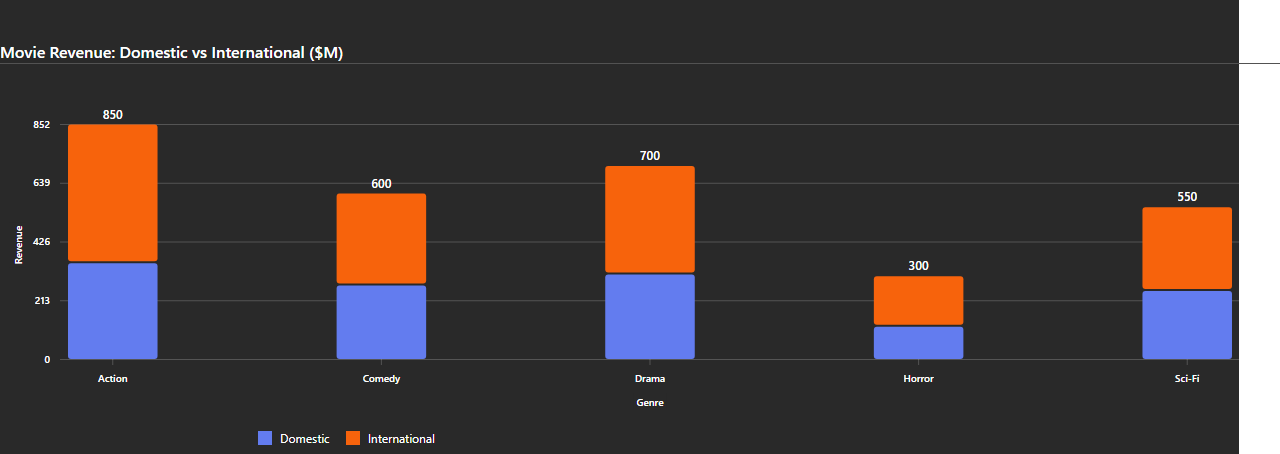 Movie Revenue: Domestic vs International ($M)
850
852
700
600
639
550
Revenue
426
300
213
0
Action Comedy Drama Horror Sci-Fi
Genre
Domestic International